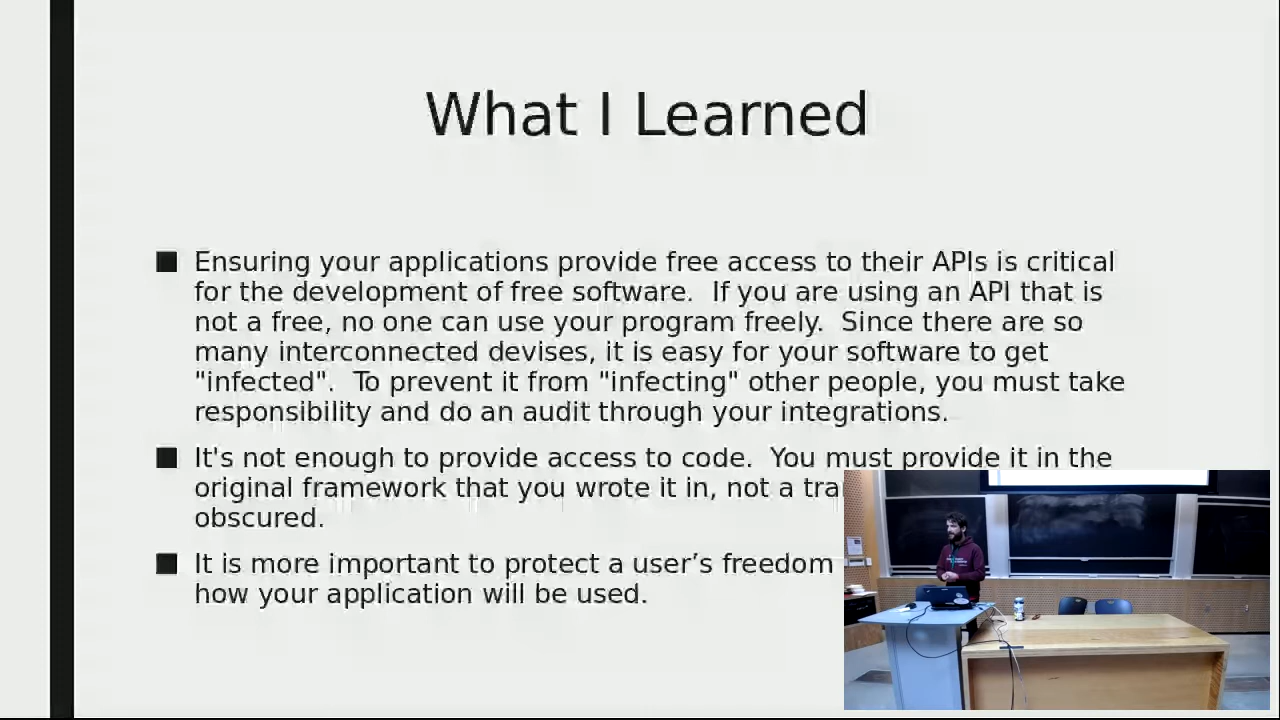 What I Learned
■ Ensuring your applications provide free access to their APIs is critical
for the development of free software.  If you are using an API that is
not a free, no one can use your program freely.  Since there are so
many interconnected devises, it is easy for your software to get
"infected".  To prevent it from "infecting" other people, you must take
responsibility and do an audit through your integrations.
■ It's not enough to provide access to code.  You must provide it in the
original framework that you wrote it in, not a
obscured.
■ It is more important to protect a user’s freedom
how your application will be used.